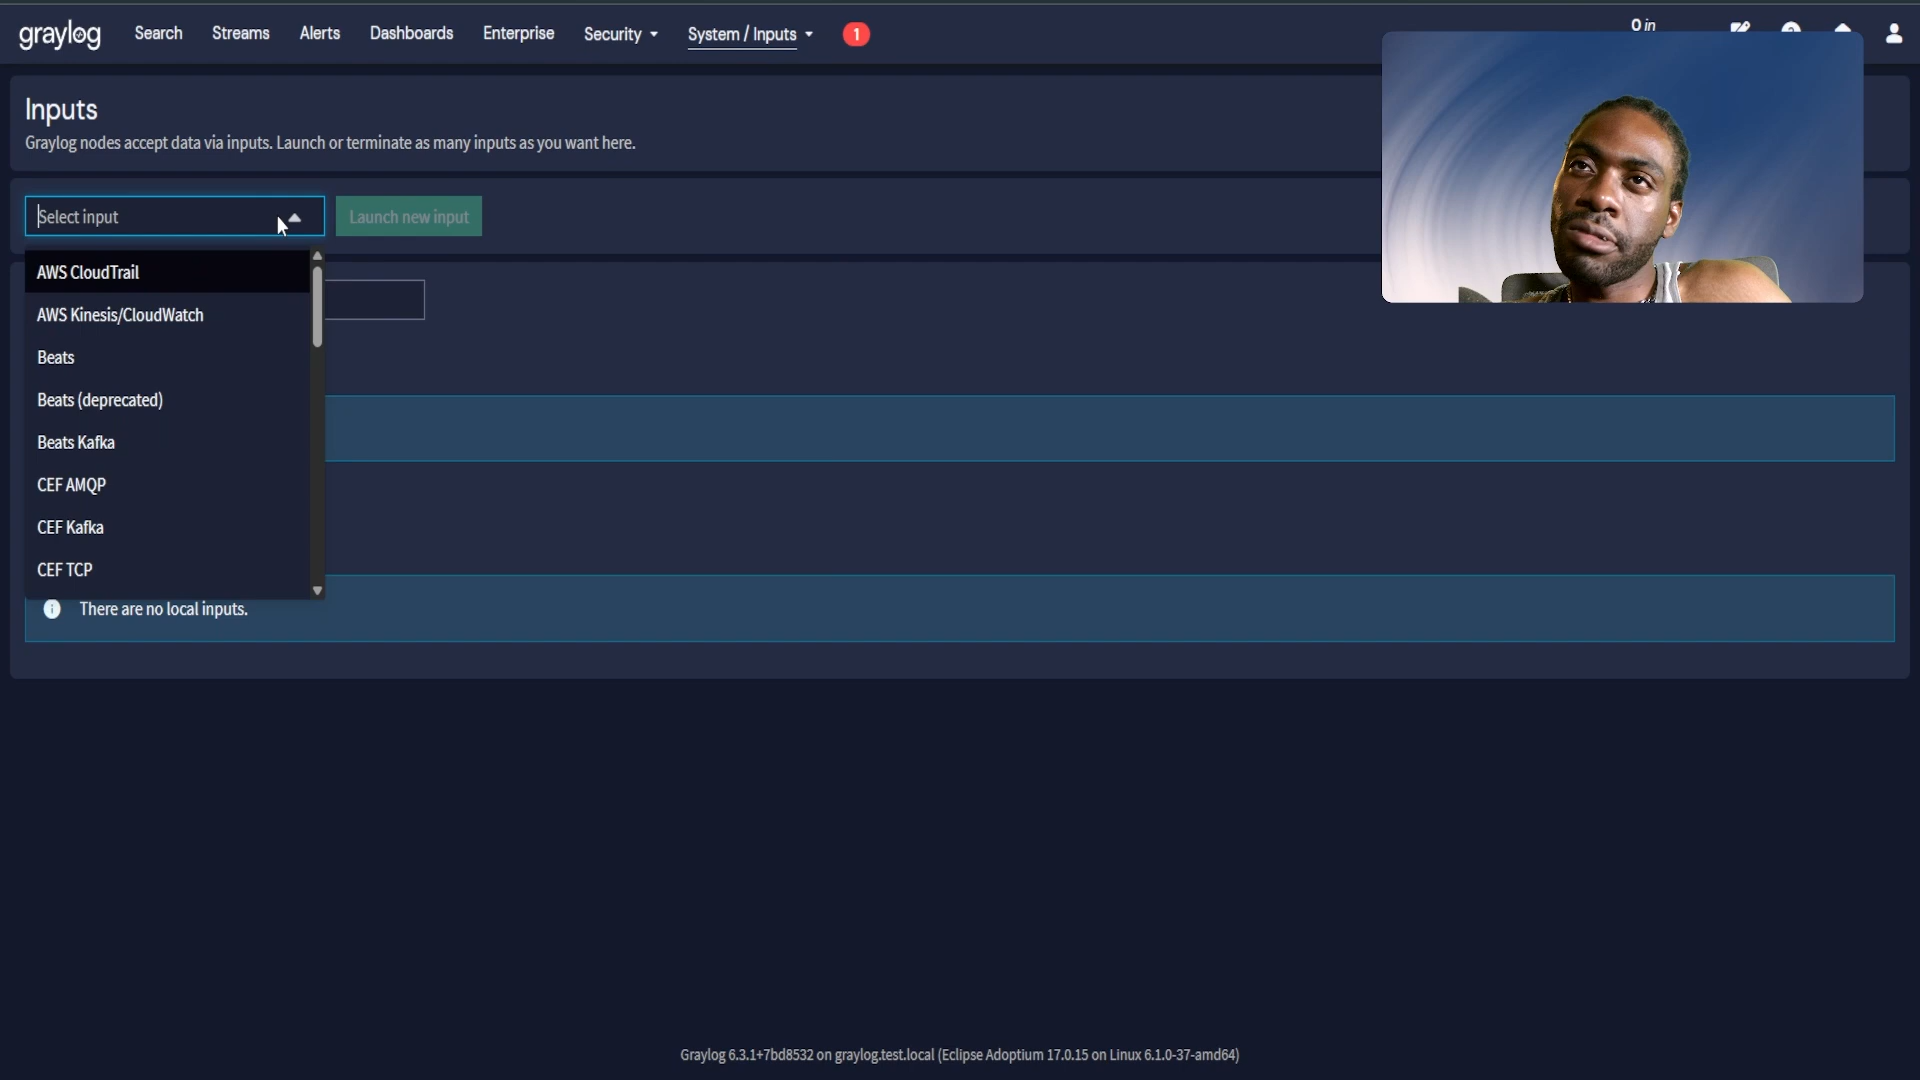 graylog
Search
Streams
Alerts
Dashboards
Enterprise
Security
System / Inputs
1
0 in
Inputs
Graylog nodes accept data via inputs. Launch or terminate as many inputs as you want here.
Select input
Launch new input
AWS CloudTrail
AWS Kinesis/CloudWatch
Beats
Beats (deprecated)
Beats Kafka
CEF AMQP
CEF Kafka
CEF TCP
There are no local inputs.
Graylog 6.3.1+7bd8532 on graylog.test.local (Eclipse Adoptium 17.0.15 on Linux 6.1.0-37-amd64)